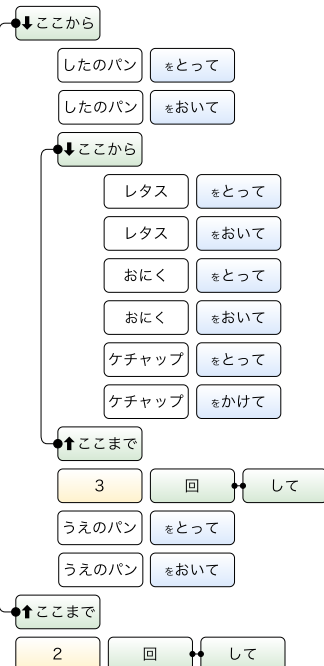 ⬇ここから
したのパン をとって
したのパン をおいて
⬇ここから
レタス をとって
レタス をおいて
おにく をとって
おにく をおいて
ケチャップ をとって
ケチャップ をかけて
⬆ここまで
3 回 して
うえのパン をとって
うえのパン をおいて
⬆ここまで
2 回 して